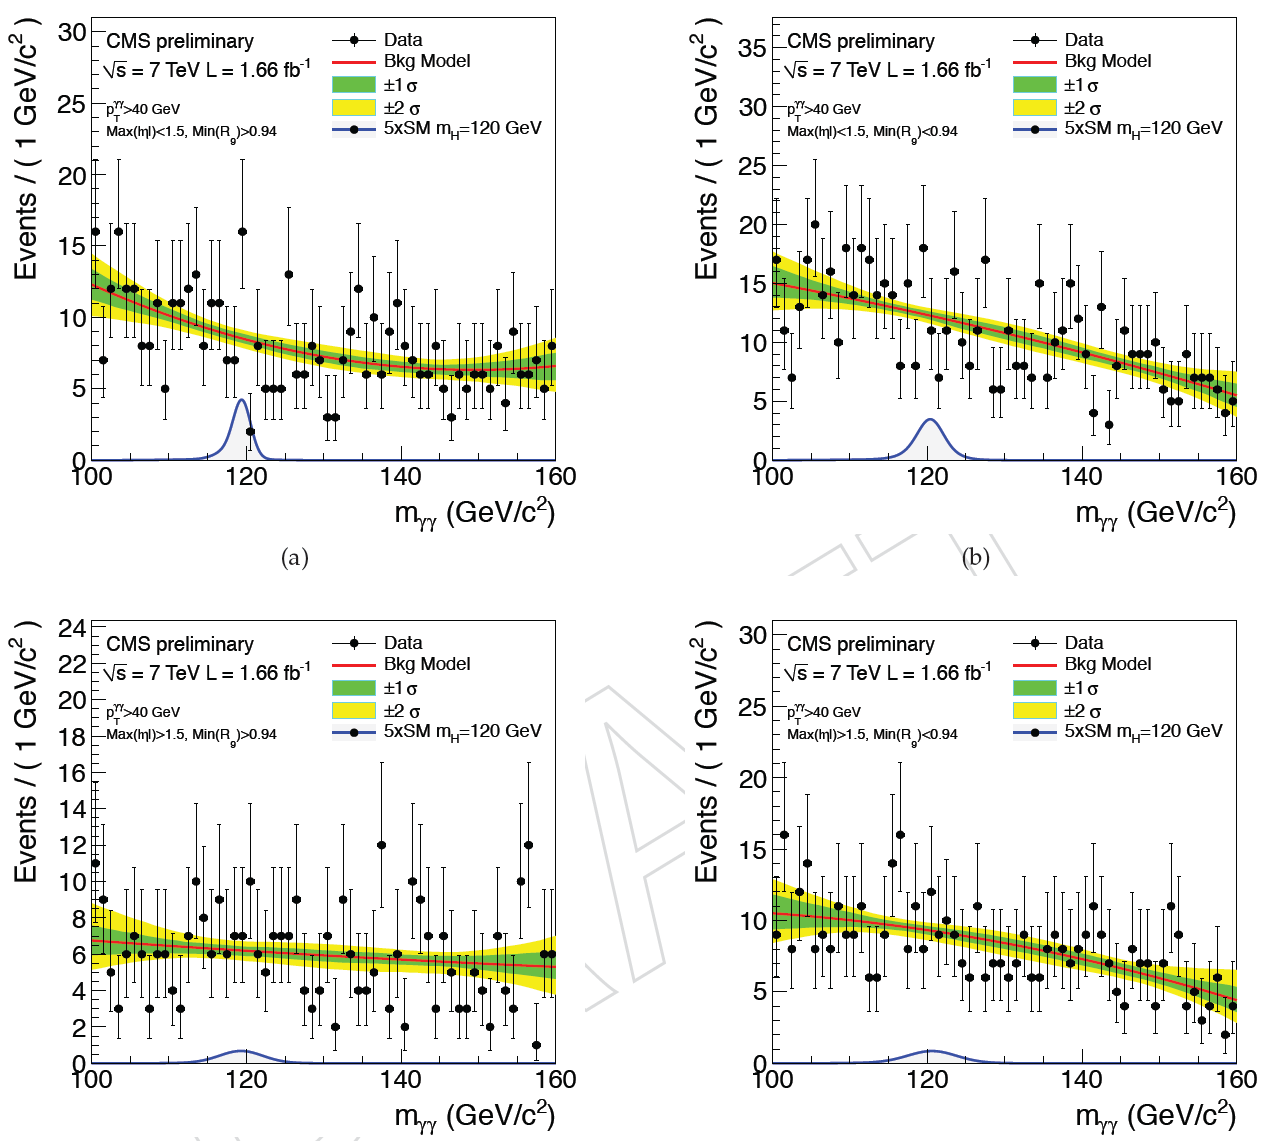 CMS preliminary
√s = 7 TeV L = 1.66 fb-1
pTγγ>40 GeV
Max(|η|)<1.5, Min(R9)>0.94
Data
Bkg Model
±1 σ
±2 σ
5xSM mH=120 GeV
Events / ( 1 GeV/c2 )
30
25
20
15
10
5
0
100 120 140 160
mγγ (GeV/c2)
(a)
CMS preliminary
√s = 7 TeV L = 1.66 fb-1
pTγγ>40 GeV
Max(|η|)<1.5, Min(R9)<0.94
Data
Bkg Model
±1 σ
±2 σ
5xSM mH=120 GeV
Events / ( 1 GeV/c2 )
35
30
25
20
15
10
5
0
100 120 140 160
mγγ (GeV/c2)
(b)
CMS preliminary
√s = 7 TeV L = 1.66 fb-1
pTγγ>40 GeV
Max(|η|)>1.5, Min(R9)>0.94
Data
Bkg Model
±1 σ
±2 σ
5xSM mH=120 GeV
Events / ( 1 GeV/c2 )
24
22
20
18
16
14
12
10
8
6
4
2
0
100 120 140 160
mγγ (GeV/c2)
CMS preliminary
√s = 7 TeV L = 1.66 fb-1
pTγγ>40 GeV
Max(|η|)>1.5, Min(R9)<0.94
Data
Bkg Model
±1 σ
±2 σ
5xSM mH=120 GeV
Events / ( 1 GeV/c2 )
30
25
20
15
10
5
0
100 120 140 160
mγγ (GeV/c2)